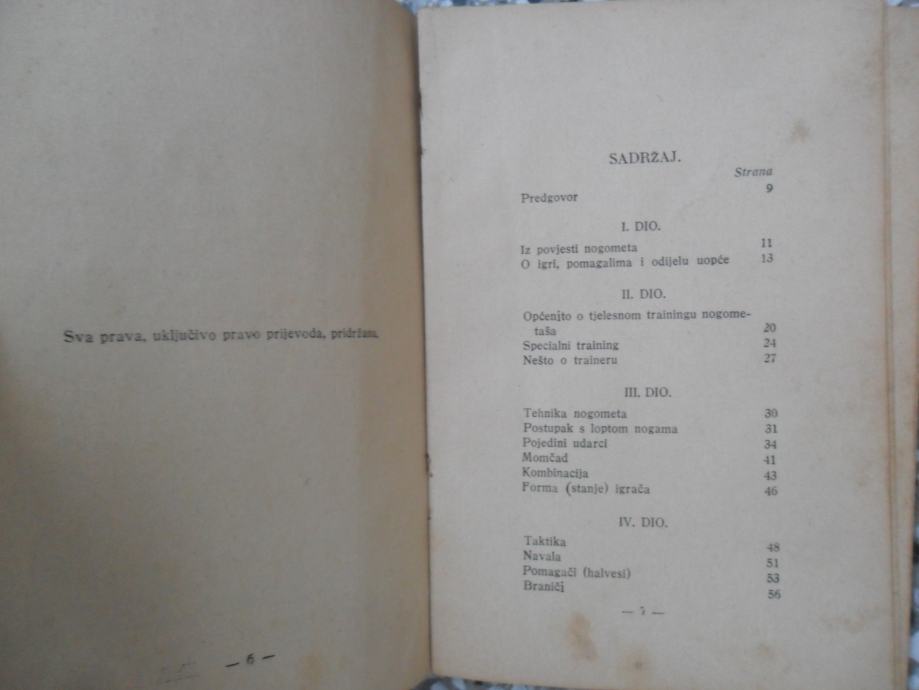 Sva prava, uključivo pravo prijevoda, pridržana.
— 6 —
SADRŽAJ.
Strana
Predgovor 9
I. DIO.
Iz povjesti nogometa 11
O igri, pomagalima i odijelu uopće 13
II. DIO.
Općenito o tjelesnom trainingu nogome-
taša 20
Specialni training 24
Nešto o traineru 27
III. DIO.
Tehnika nogometa 30
Postupak s loptom nogama 31
Pojedini udarci 34
Momčad 41
Kombinacija 43
Forma (stanje) igrača 46
IV. DIO.
Taktika 48
Navala 51
Pomagači (halvesi) 53
Braniči 56
— 7 —